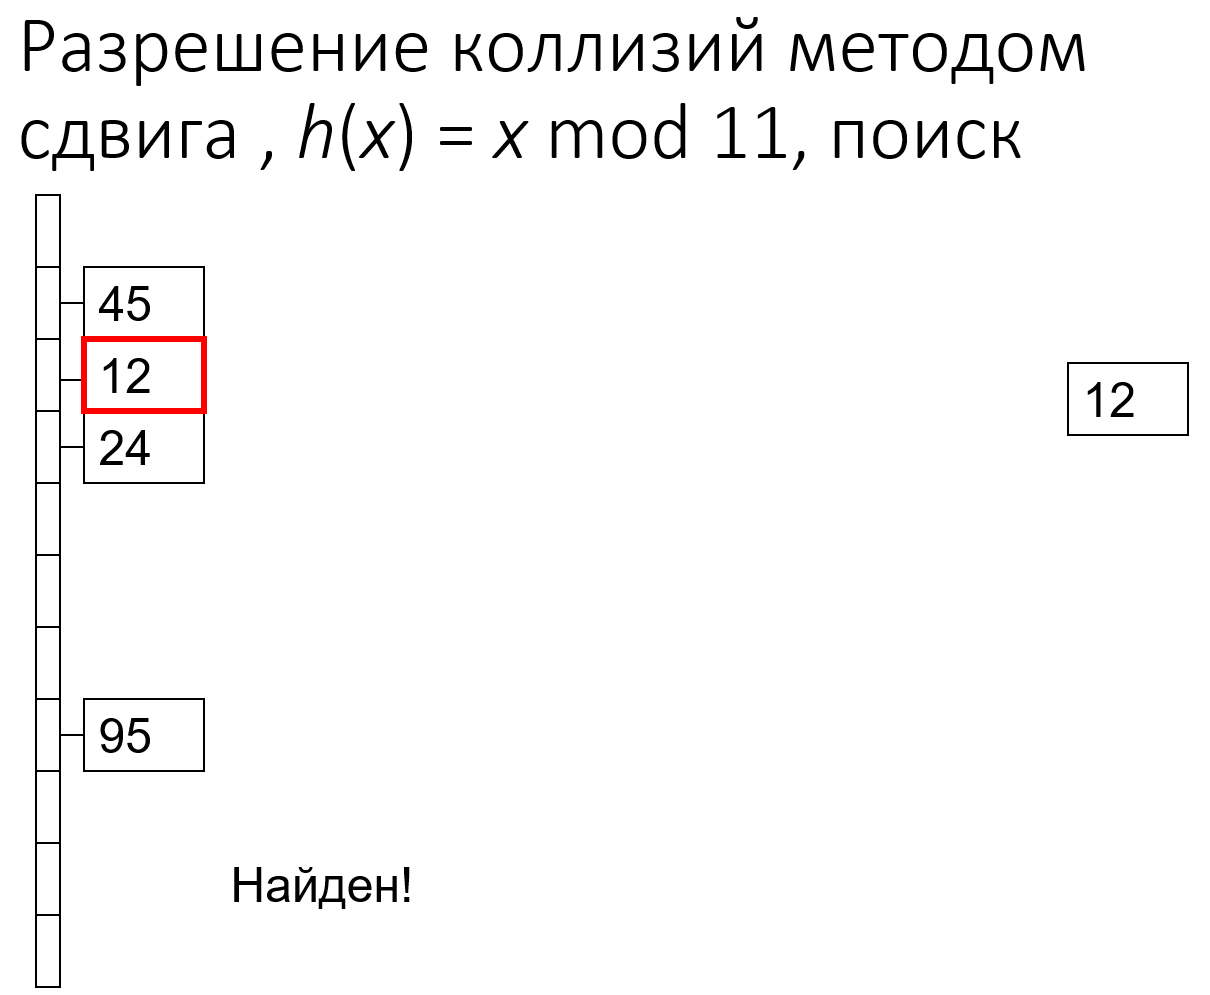 Разрешение коллизий методом
сдвига , h(x) = x mod 11, поиск
45
12
12
24
95
Найден!